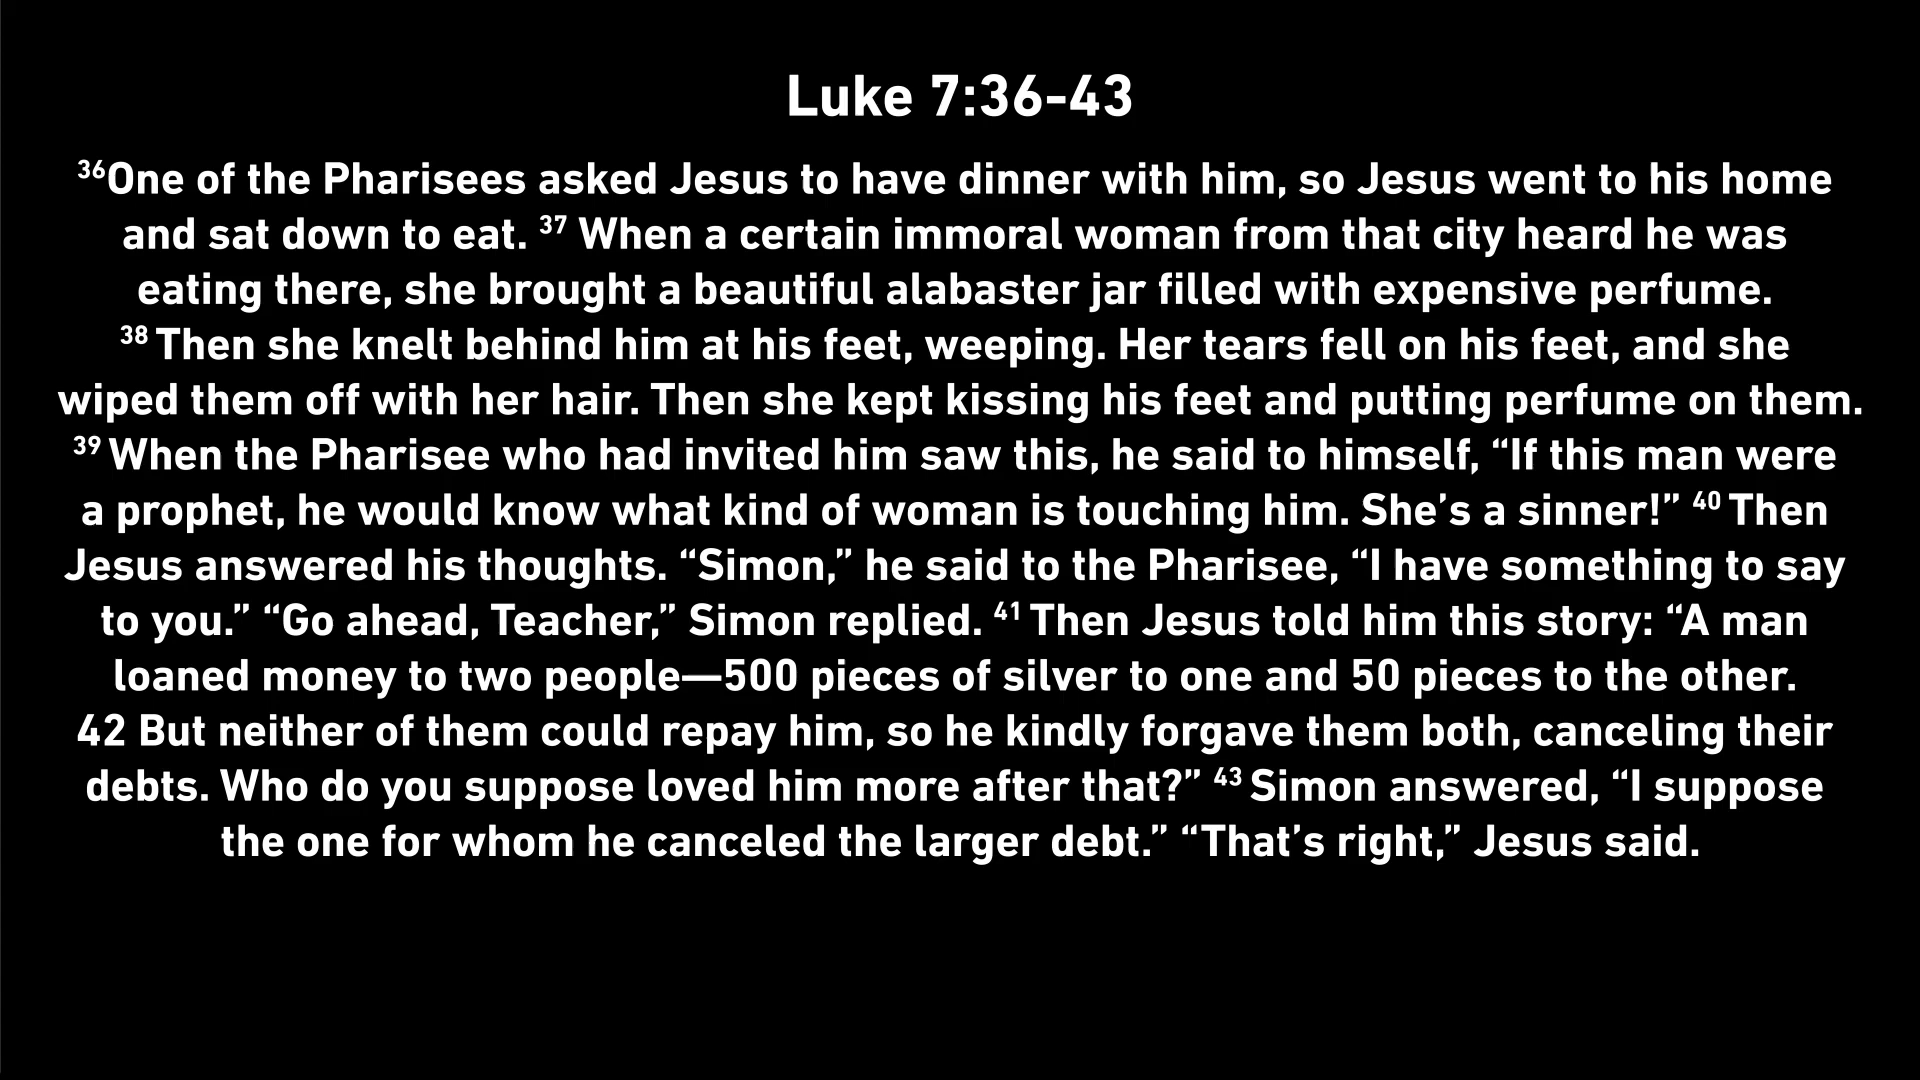 Luke 7:36-43
³⁶One of the Pharisees asked Jesus to have dinner with him, so Jesus went to his home
and sat down to eat. ³⁷ When a certain immoral woman from that city heard he was
eating there, she brought a beautiful alabaster jar filled with expensive perfume.
³⁸ Then she knelt behind him at his feet, weeping. Her tears fell on his feet, and she
wiped them off with her hair. Then she kept kissing his feet and putting perfume on them.
³⁹ When the Pharisee who had invited him saw this, he said to himself, “If this man were
a prophet, he would know what kind of woman is touching him. She’s a sinner!” ⁴⁰ Then
Jesus answered his thoughts. “Simon,” he said to the Pharisee, “I have something to say
to you.” “Go ahead, Teacher,” Simon replied. ⁴¹ Then Jesus told him this story: “A man
loaned money to two people—500 pieces of silver to one and 50 pieces to the other.
42 But neither of them could repay him, so he kindly forgave them both, canceling their
debts. Who do you suppose loved him more after that?” ⁴³ Simon answered, “I suppose
the one for whom he canceled the larger debt.” “That’s right,” Jesus said.